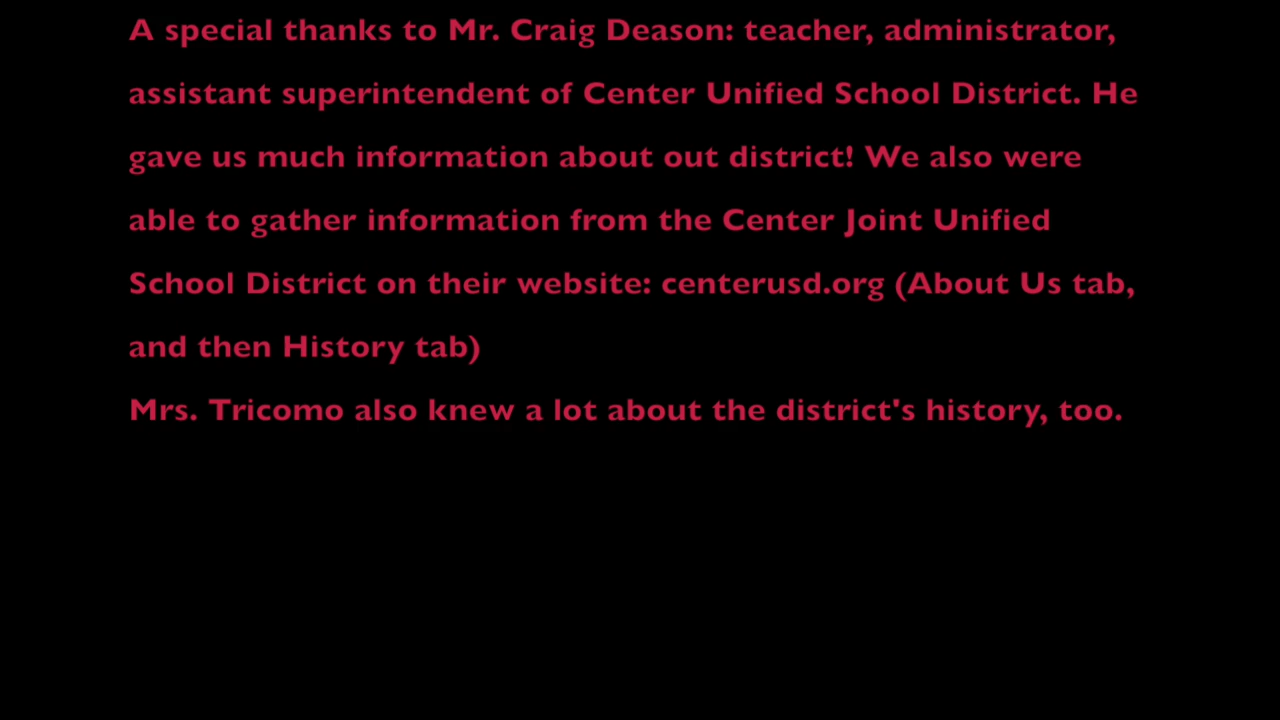 A special thanks to Mr. Craig Deason: teacher, administrator,
assistant superintendent of Center Unified School District. He
gave us much information about out district! We also were
able to gather information from the Center Joint Unified
School District on their website: centerusd.org (About Us tab,
and then History tab)
Mrs. Tricomo also knew a lot about the district's history, too.